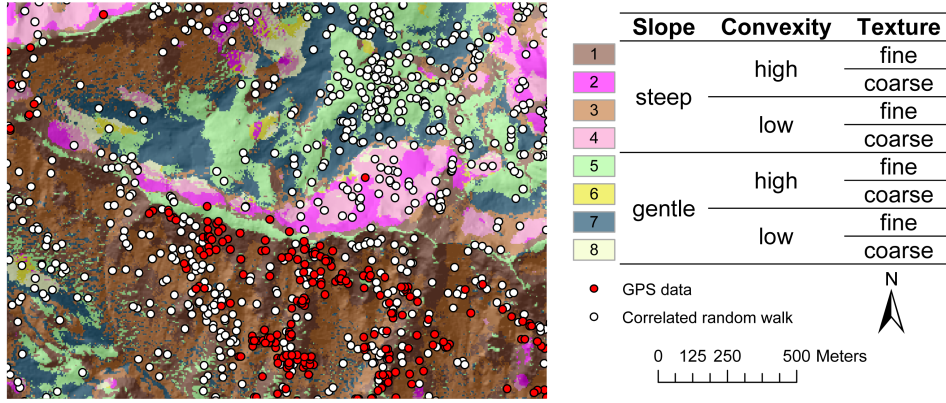 Slope Convexity Texture
1 steep high fine
2 coarse
3 low fine
4 coarse
5 gentle high fine
6 coarse
7 low fine
8 coarse
GPS data
Correlated random walk
N
0 125 250 500 Meters